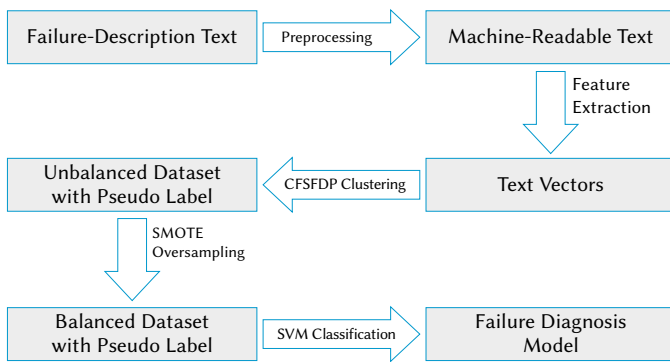 Failure-Description Text
Preprocessing
Machine-Readable Text
Feature
Extraction
Text Vectors
CFSFDP Clustering
Unbalanced Dataset
with Pseudo Label
SMOTE
Oversampling
Balanced Dataset
with Pseudo Label
SVM Classification
Failure Diagnosis
Model